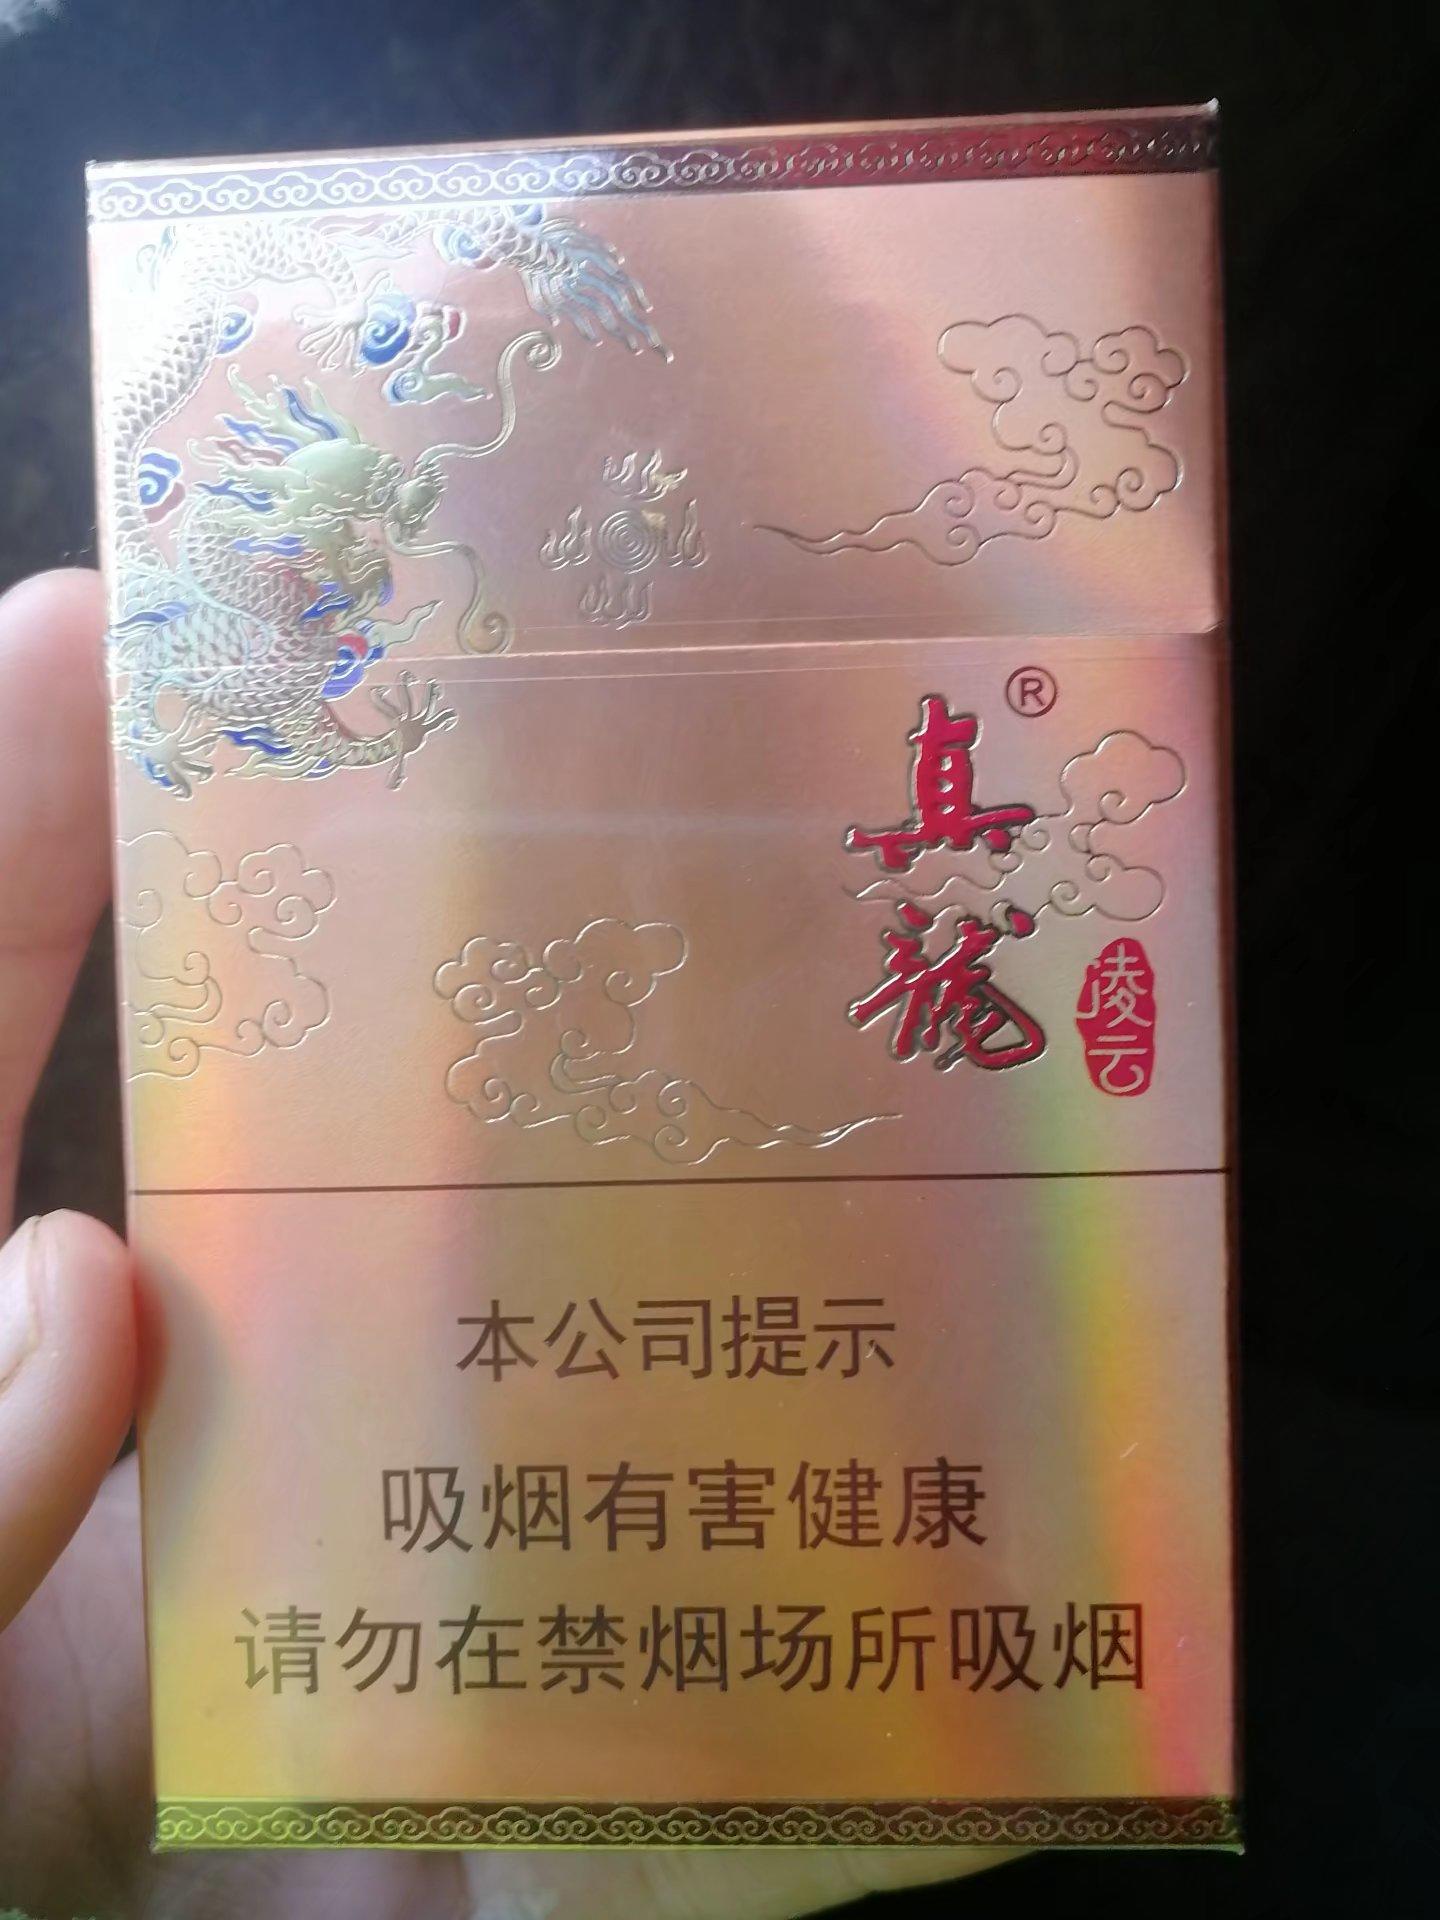 ®
真龍
凌云
本公司提示
吸烟有害健康
请勿在禁烟场所吸烟